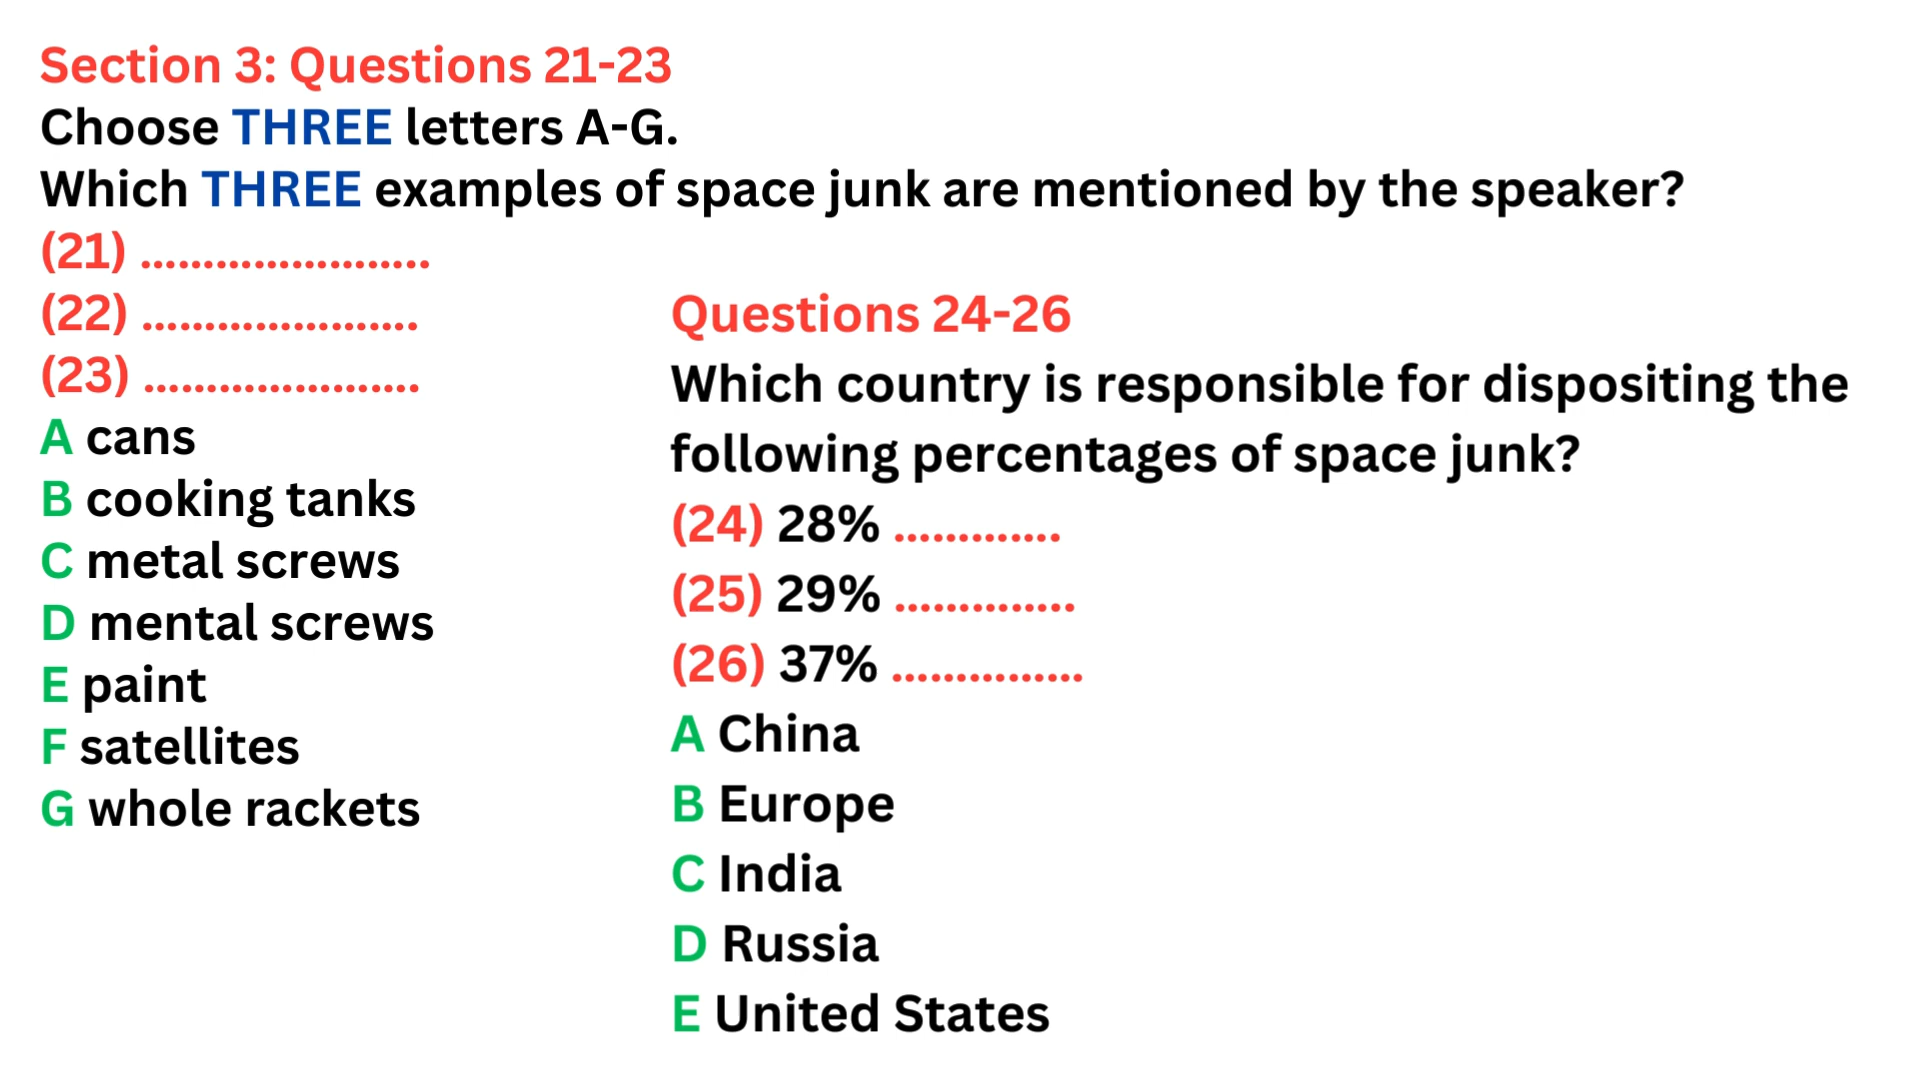 Section 3: Questions 21-23
Choose THREE letters A-G.
Which THREE examples of space junk are mentioned by the speaker?
(21) .......................
(22) ......................
(23) ......................
A cans
B cooking tanks
C metal screws
D mental screws
E paint
F satellites
G whole rackets
Questions 24-26
Which country is responsible for dispositing the
following percentages of space junk?
(24) 28% .............
(25) 29% ..............
(26) 37% ...............
A China
B Europe
C India
D Russia
E United States